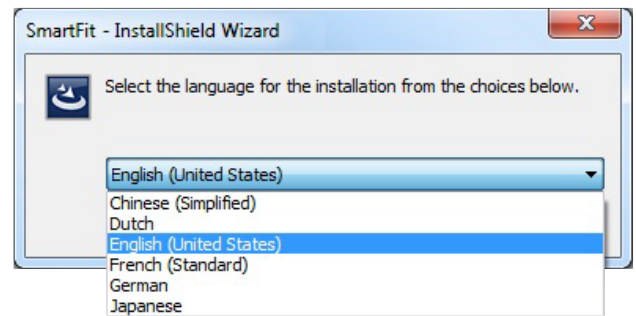 SmartFit - InstallShield Wizard
Select the language for the installation from the choices below.
English (United States)
Chinese (Simplified)
Dutch
English (United States)
French (Standard)
German
Japanese